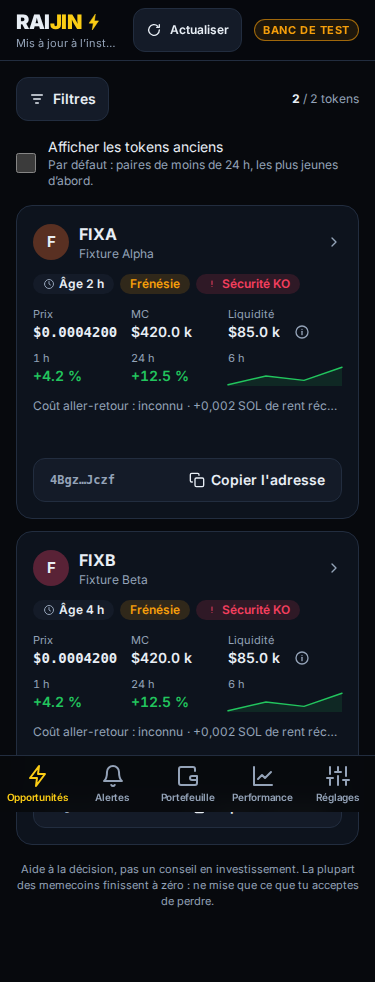 RAIJIN
Mis à jour à l'inst…
Actualiser
BANC DE TEST
Filtres
2 / 2 tokens
Afficher les tokens anciens
Par défaut : paires de moins de 24 h, les plus jeunes
d'abord.
F
FIXA
Fixture Alpha
Âge 2 h
Frénésie
! Sécurité KO
Prix
MC
Liquidité
$0.0004200
$420.0 k
$85.0 k
1 h
24 h
6 h
+4.2 %
+12.5 %
Coût aller-retour : inconnu · +0,002 SOL de rent réc…
4Bgz…Jczf
Copier l'adresse
F
FIXB
Fixture Beta
Âge 4 h
Frénésie
! Sécurité KO
Prix
MC
Liquidité
$0.0004200
$420.0 k
$85.0 k
1 h
24 h
6 h
+4.2 %
+12.5 %
Coût aller-retour : inconnu · +0,002 SOL de rent réc…
Opportunités
Alertes
Portefeuille
Performance
Réglages
Aide à la décision, pas un conseil en investissement. La plupart
des memecoins finissent à zéro : ne mise que ce que tu acceptes
de perdre.